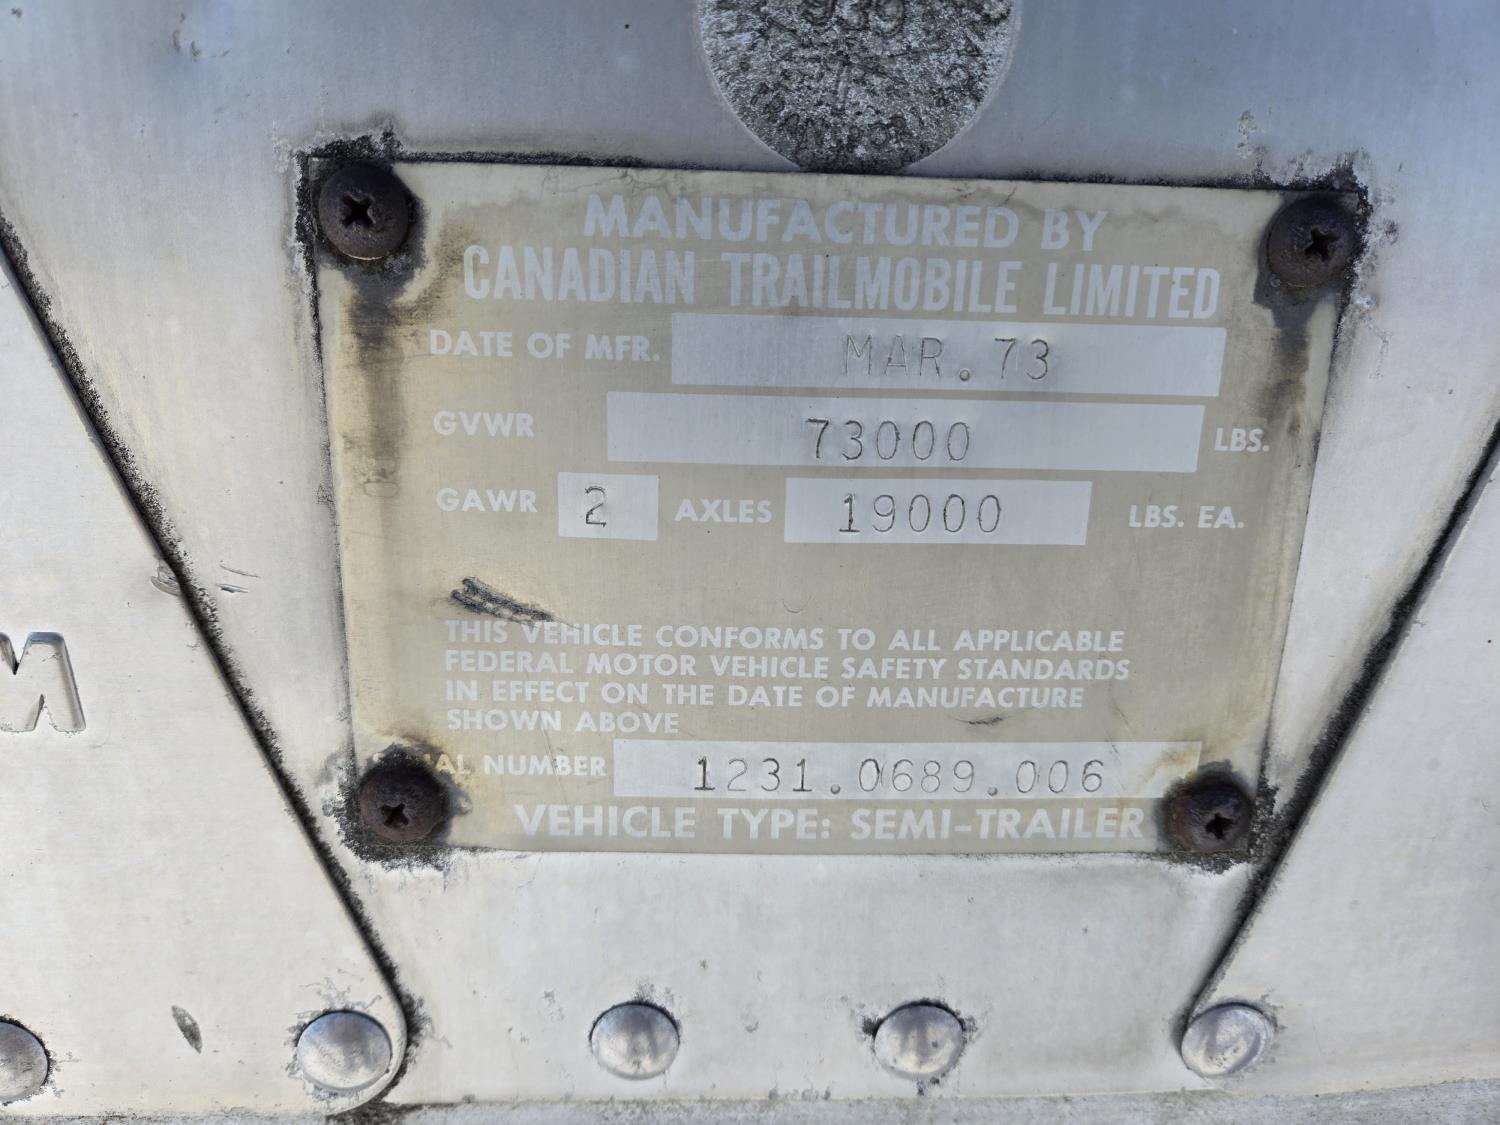 MANUFACTURED BY
CANADIAN TRAILMOBILE LIMITED
DATE OF MFR. MAR.73
GVWR 73000 LBS.
GAWR 2 AXLES 19000 LBS. EA.
THIS VEHICLE CONFORMS TO ALL APPLICABLE
FEDERAL MOTOR VEHICLE SAFETY STANDARDS
IN EFFECT ON THE DATE OF MANUFACTURE
SHOWN ABOVE
NUMBER 1231.0689.006
VEHICLE TYPE: SEMI-TRAILER